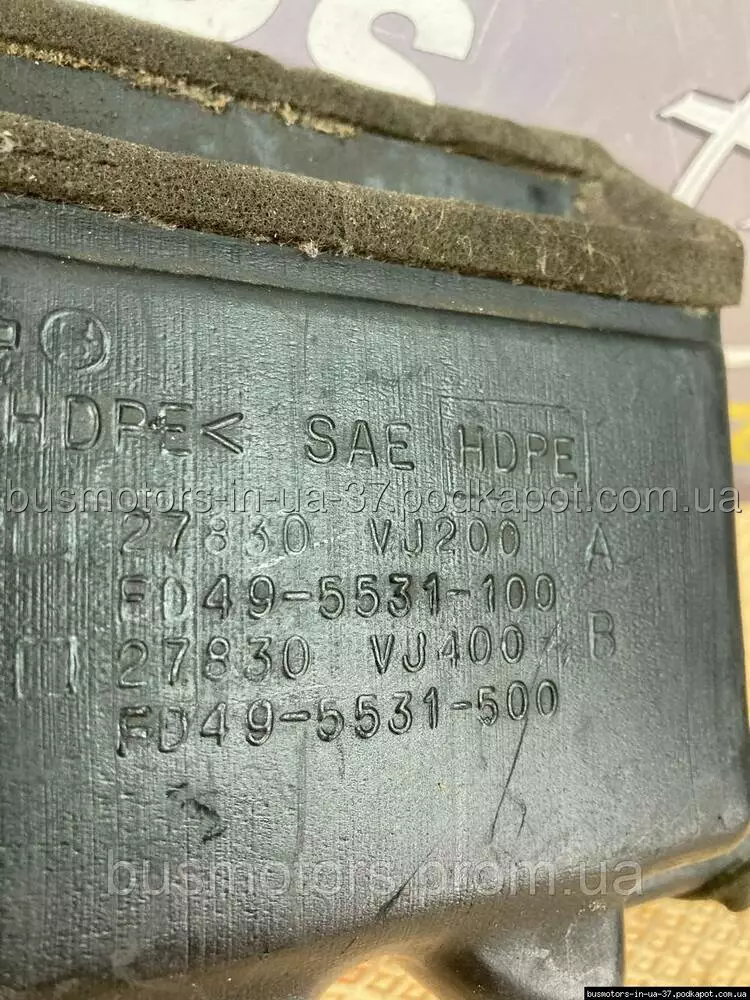 HDPE< SAE HDPE
busmotors-in-ua-37.podkapot.com.ua
27830 VJ200 A
FD49-5531-100
27830 VJ400 B
FD49-5531-500
busmotors.prom.ua
busmotors-in-ua-37.podkapot.com.ua